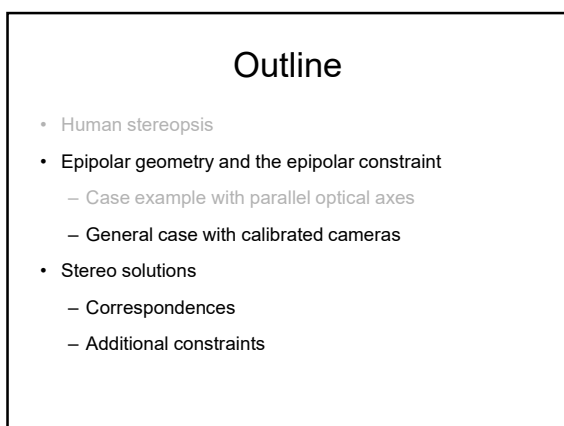 Outline
• Human stereopsis
• Epipolar geometry and the epipolar constraint
– Case example with parallel optical axes
– General case with calibrated cameras
• Stereo solutions
– Correspondences
– Additional constraints